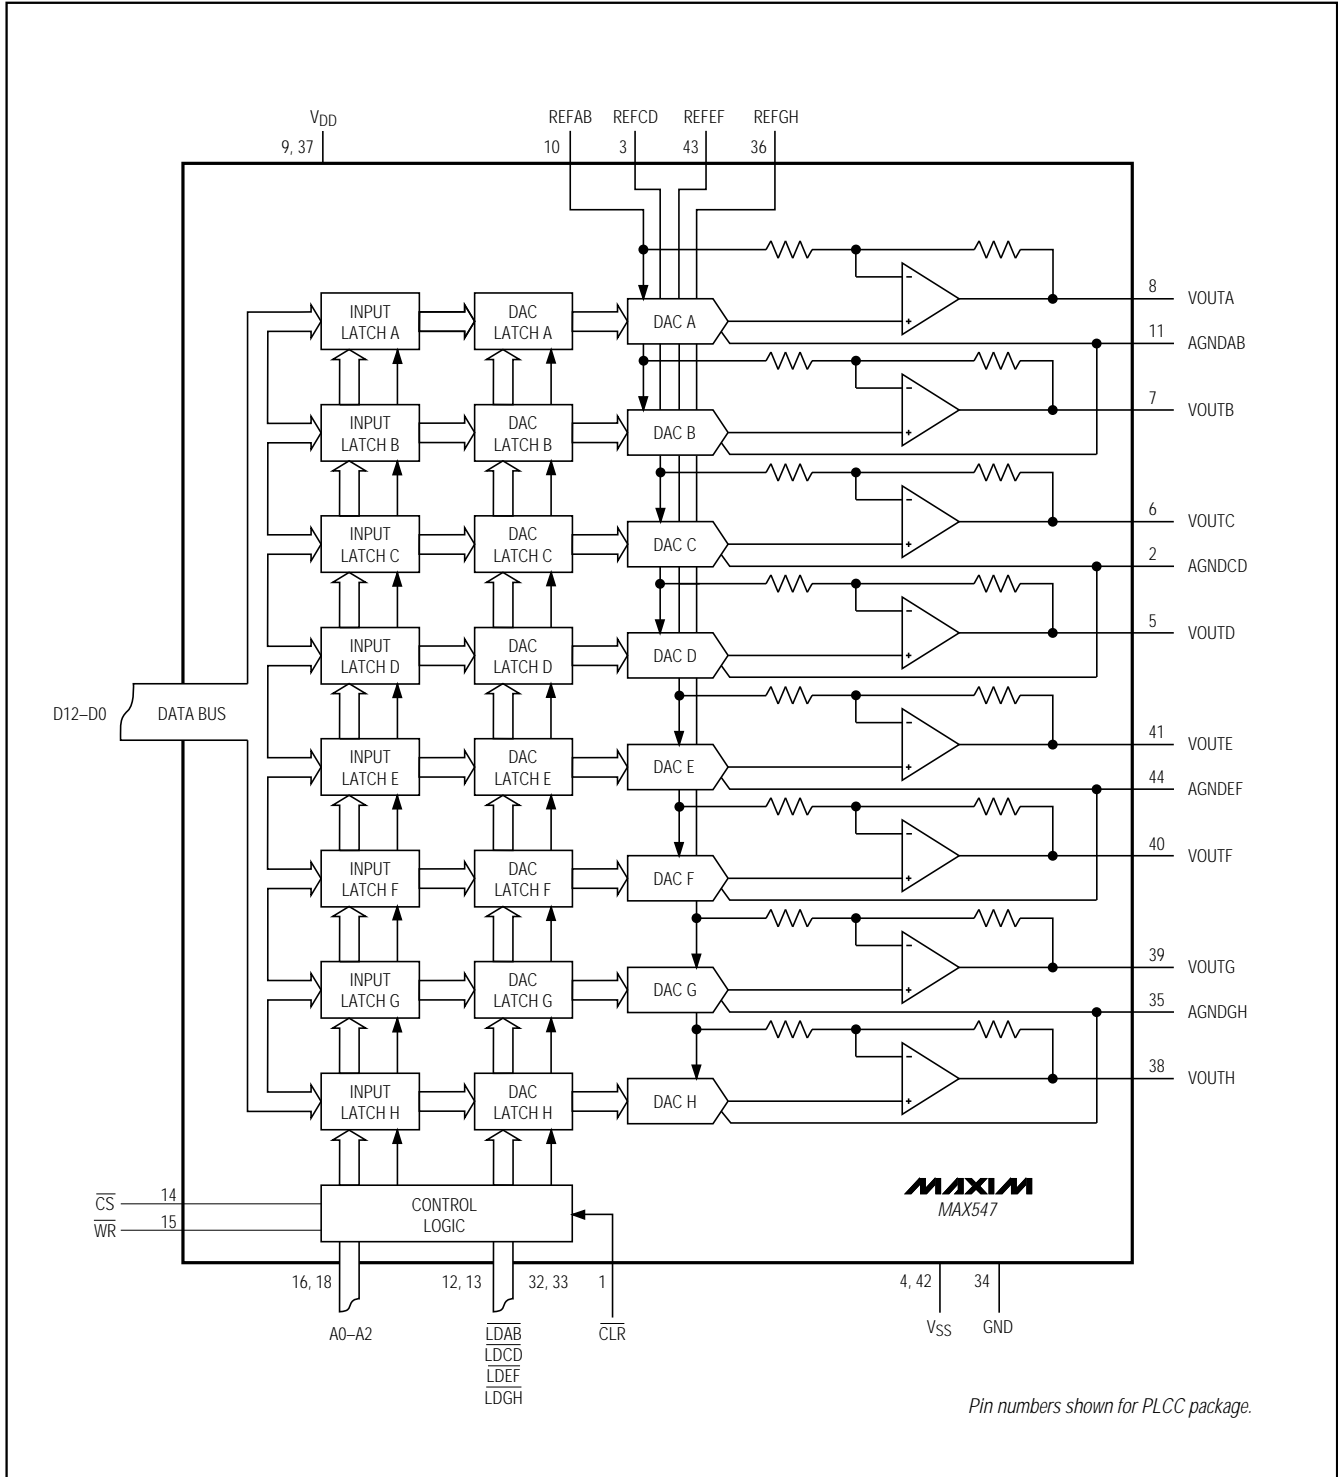 REFAB REFCD REFEF REFGH
VDD
9, 37 10 3 43 36
8 VOUTA
INPUT LATCH A
DAC LATCH A
DAC A
-
+
11 AGNDAB
7 VOUTB
INPUT LATCH B
DAC LATCH B
DAC B
-
+
6 VOUTC
INPUT LATCH C
DAC LATCH C
DAC C
-
+
2 AGNDCD
5 VOUTD
INPUT LATCH D
DAC LATCH D
DAC D
-
+
D12–D0 DATA BUS
41 VOUTE
INPUT LATCH E
DAC LATCH E
DAC E
-
+
44 AGNDEF
40 VOUTF
INPUT LATCH F
DAC LATCH F
DAC F
-
+
39 VOUTG
INPUT LATCH G
DAC LATCH G
DAC G
-
+
35 AGNDGH
38 VOUTH
INPUT LATCH H
DAC LATCH H
DAC H
-
+
CS 14
WR 15
CONTROL
LOGIC
MAXIM
MAX547
16, 18 12, 13 32, 33 1 4, 42 34
A0–A2
LDAB
LDCD
LDEF
LDGH
CLR
VSS GND
Pin numbers shown for PLCC package.